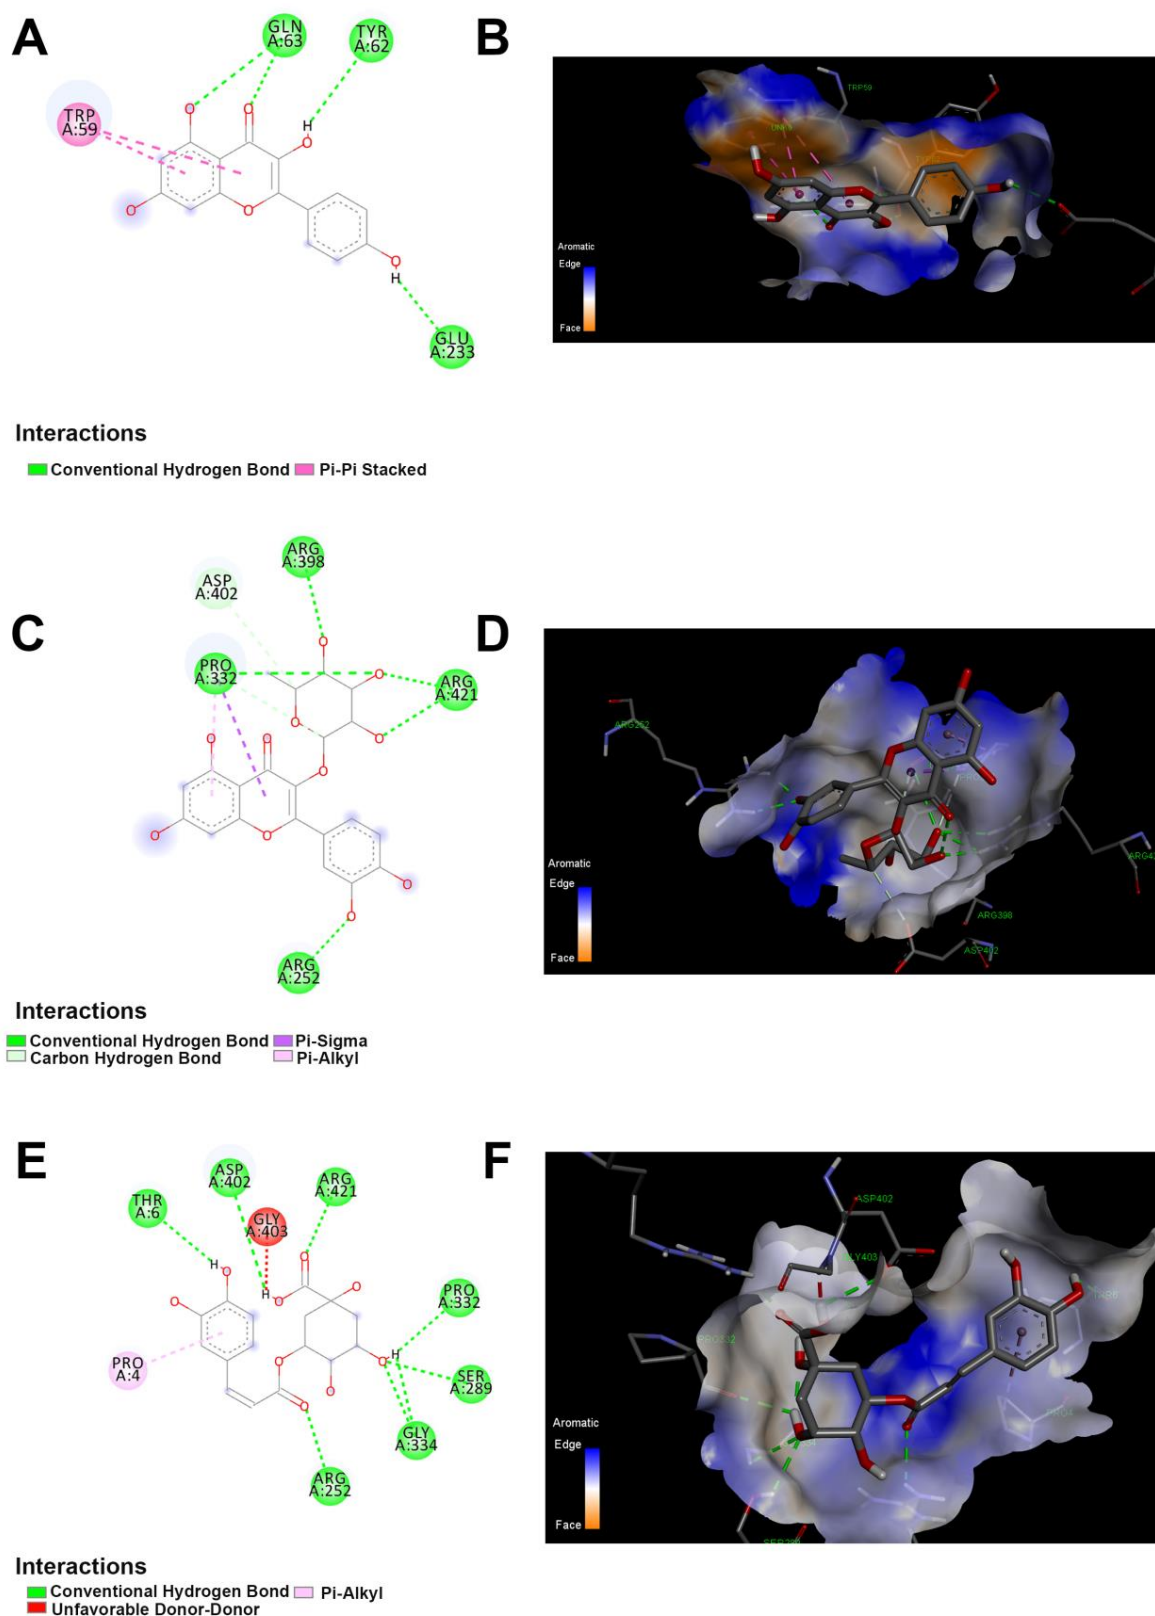 A
GLN
A:63
TYR
A:62
TRP
A:59
H
O
O
O
O
O
O
H
GLU
A:233
Interactions
Conventional Hydrogen Bond Pi-Pi Stacked
B
TRP59
Aromatic
Edge
Face
C
ARG
A:398
ASP
A:402
PRO
A:332
ARG
A:421
O
O
O
O
O
O
O
O
O
O
O
ARG
A:252
Interactions
Conventional Hydrogen Bond Pi-Sigma
Carbon Hydrogen Bond Pi-Alkyl
D
ARG252
ARG398
ASP402
Aromatic
Edge
Face
E
THR
A:6
ASP
A:402
ARG
A:421
GLY
A:403
PRO
A:332
SER
A:289
GLY
A:334
PRO
A:4
ARG
A:252
H
O
O
H
O
O
O
O
H
O
O
O
Interactions
Conventional Hydrogen Bond Pi-Alkyl
Unfavorable Donor-Donor
F
ASP402
GLY403
PRO332
PRO4
Aromatic
Edge
Face